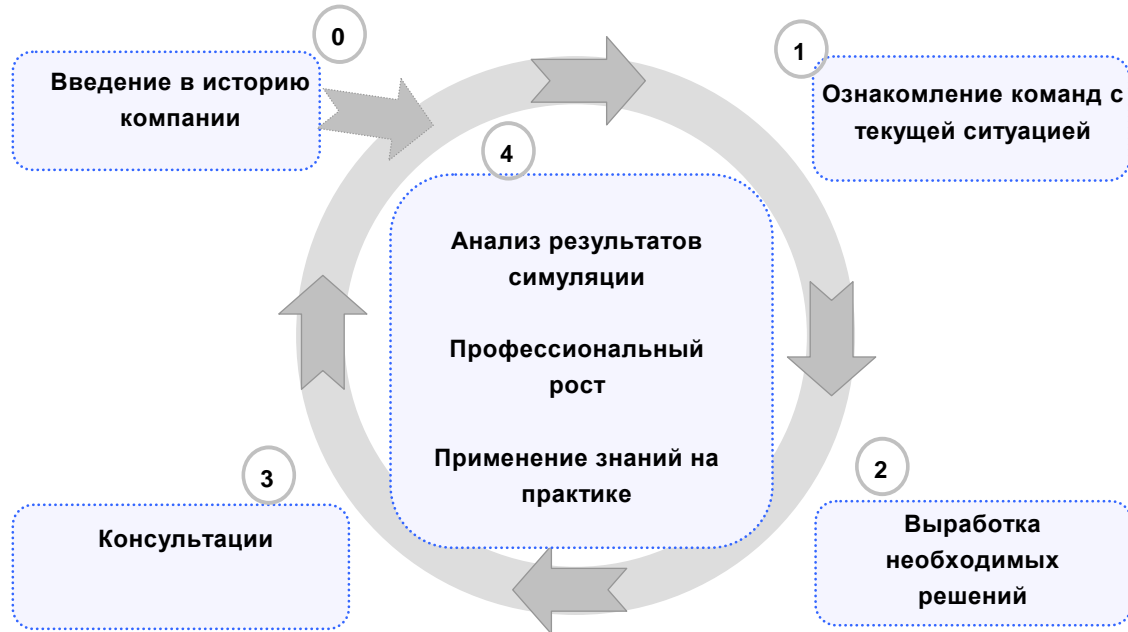 0
Введение в историю
компании
1
Ознакомление команд с
текущей ситуацией
4
Анализ результатов
симуляции
Профессиональный
рост
Применение знаний на
практике
3
Консультации
2
Выработка
необходимых
решений